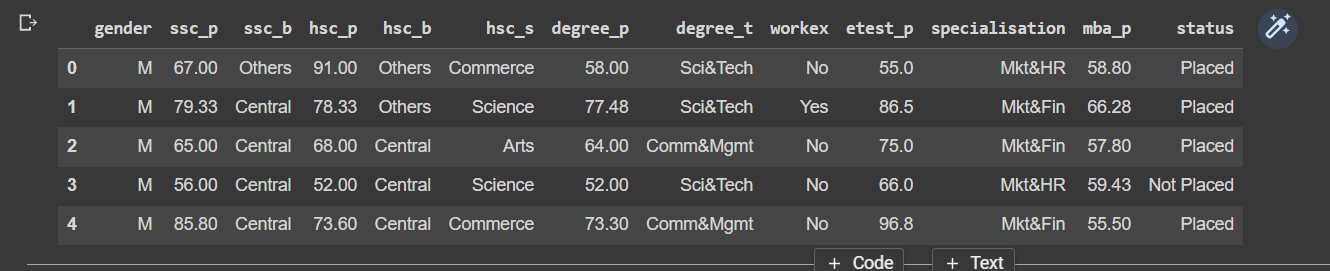 gender ssc_p ssc_b hsc_p hsc_b hsc_s degree_p degree_t workex etest_p specialisation mba_p status
0 M 67.00 Others 91.00 Others Commerce 58.00 Sci&Tech No 55.0 Mkt&HR 58.80 Placed
1 M 79.33 Central 78.33 Others Science 77.48 Sci&Tech Yes 86.5 Mkt&Fin 66.28 Placed
2 M 65.00 Central 68.00 Central Arts 64.00 Comm&Mgmt No 75.0 Mkt&Fin 57.80 Placed
3 M 56.00 Central 52.00 Central Science 52.00 Sci&Tech No 66.0 Mkt&HR 59.43 Not Placed
4 M 85.80 Central 73.60 Central Commerce 73.30 Comm&Mgmt No 96.8 Mkt&Fin 55.50 Placed
+ Code + Text